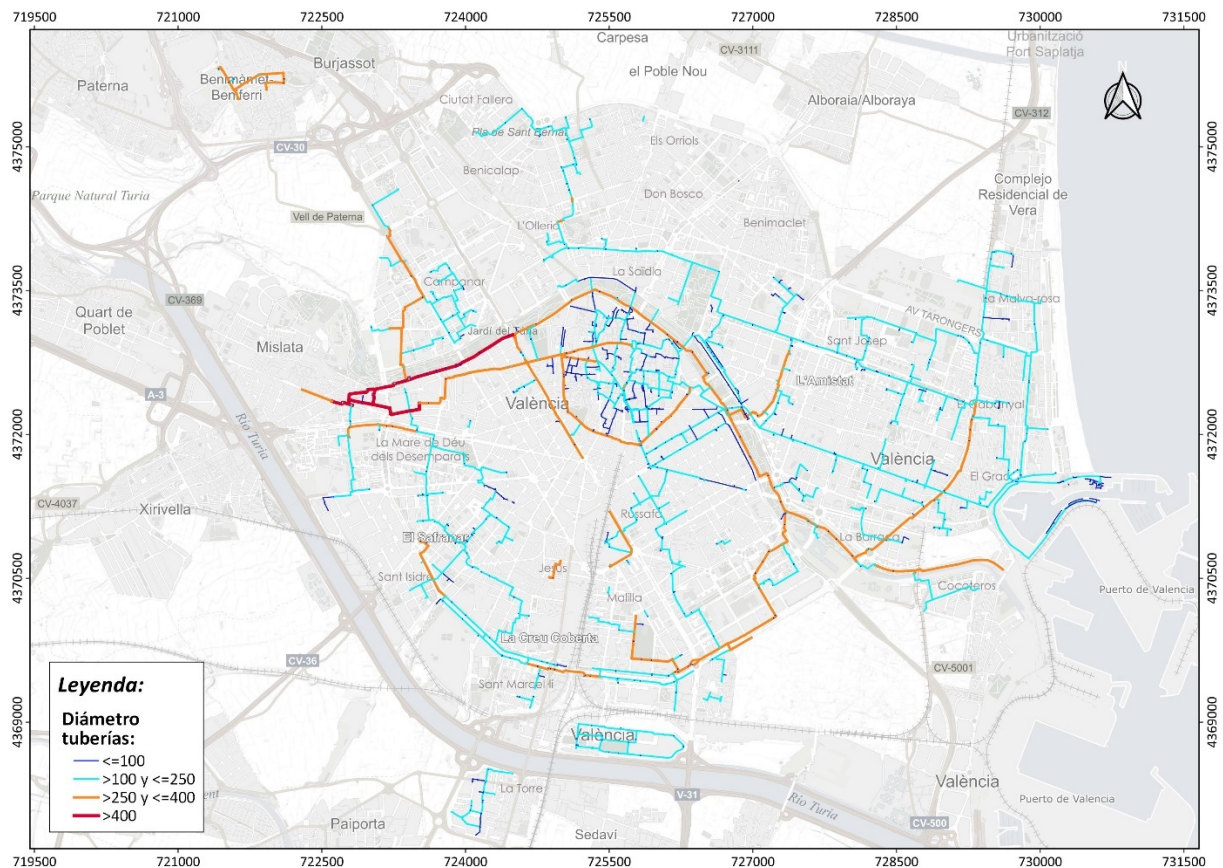 719500 721000 722500 724000 725500 727000 728500 730000 731500
Urbanització
Port Saplatja
Carpesa
CV-3111
Burjassot
Paterna
Benimàmet-
Beniferri
el Poble Nou
Alboraia/Alboraya
N
Ciutat Fallera
CV-312
4375000
4375000
Pla de Sant Bernat
CV-30
Els Orriols
Benicalap
Complejo
Residencial de
Vera
Parque Natural Turia
Don Bosco
Vell de Paterna
L'Olleria
Benimaclet
La Saïdia
Campanar
4373500
4373500
CV-369
La Malva-rosa
Quart de
Poblet
AV TARONGERS
Jardí del Turia
Mislata
Sant Josep
L'Amistat
A-3
València
El Cabanyal
4372000
4372000
Río Turia
La Mare de Déu
dels Desemparats
València
El Grau
CV-4037
Xirivella
Russafa
El Safranar
La Barraca
4370500
4370500
Sant Isidre
Jesús
Malilla
Cocoteros
Puerto de Valencia
La Creu Coberta
CV-36
CV-5001
Sant Marcel·lí
4369000
4369000
València
La Torre
V-31
València
Río Turia
Puerto de Valencia
CV-500
Paiporta
Sedaví
Leyenda:
Diámetro
tuberías:
<=100
>100 y <=250
>250 y <=400
>400
719500 721000 722500 724000 725500 727000 728500 730000 731500